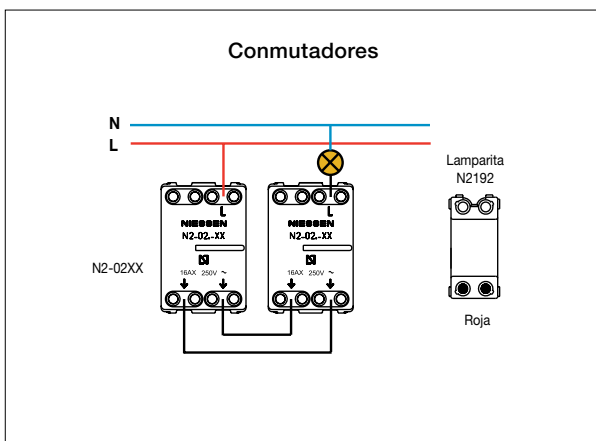 Conmutadores
N
L
Lamparita
N2192
L
NIESSEN
N2-02.-XX
16AX 250V ~
L
NIESSEN
N2-02.-XX
16AX 250V ~
N2-02XX
Roja